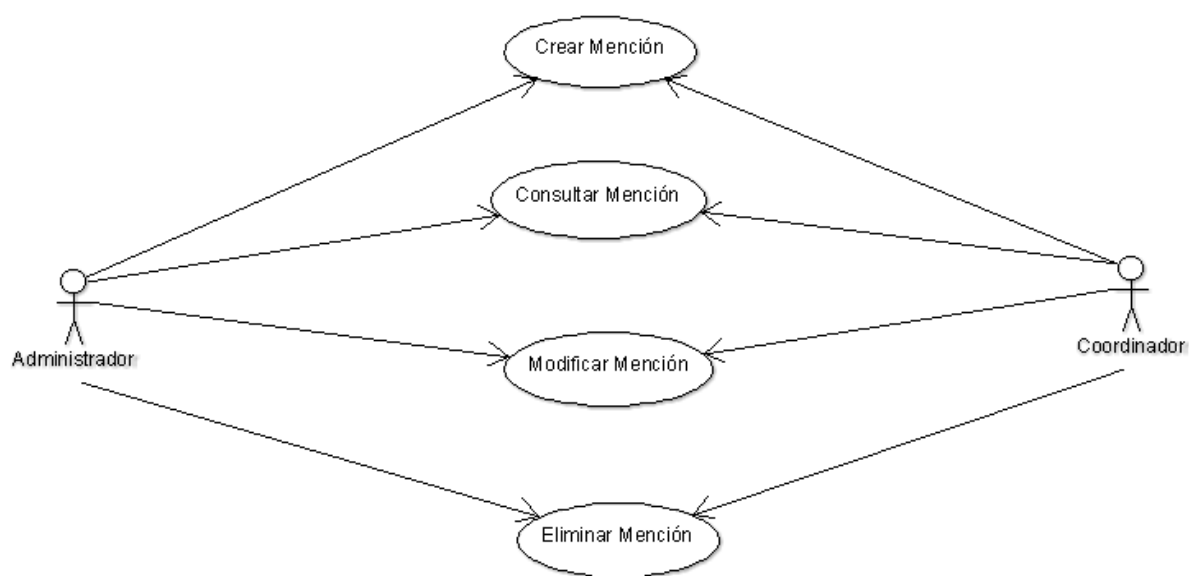 Crear Mención
Consultar Mención
Administrador
Coordinador
Modificar Mención
Eliminar Mención